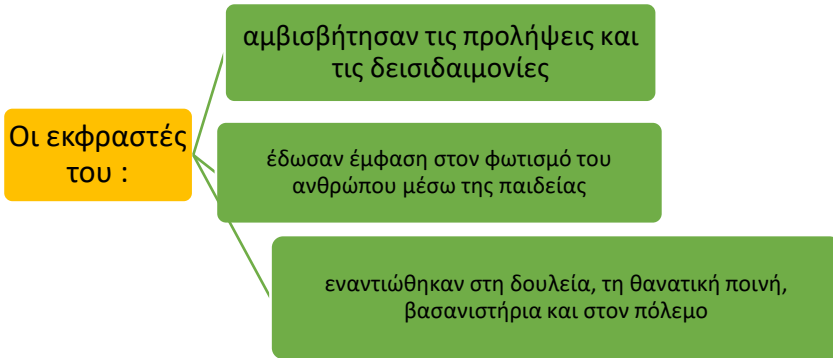 αμβισβήτησαν τις προλήψεις και
τις δεισιδαιμονίες
Οι εκφραστές
του :
έδωσαν έμφαση στον φωτισμό του
ανθρώπου μέσω της παιδείας
εναντιώθηκαν στη δουλεία, τη θανατική ποινή,
βασανιστήρια και στον πόλεμο